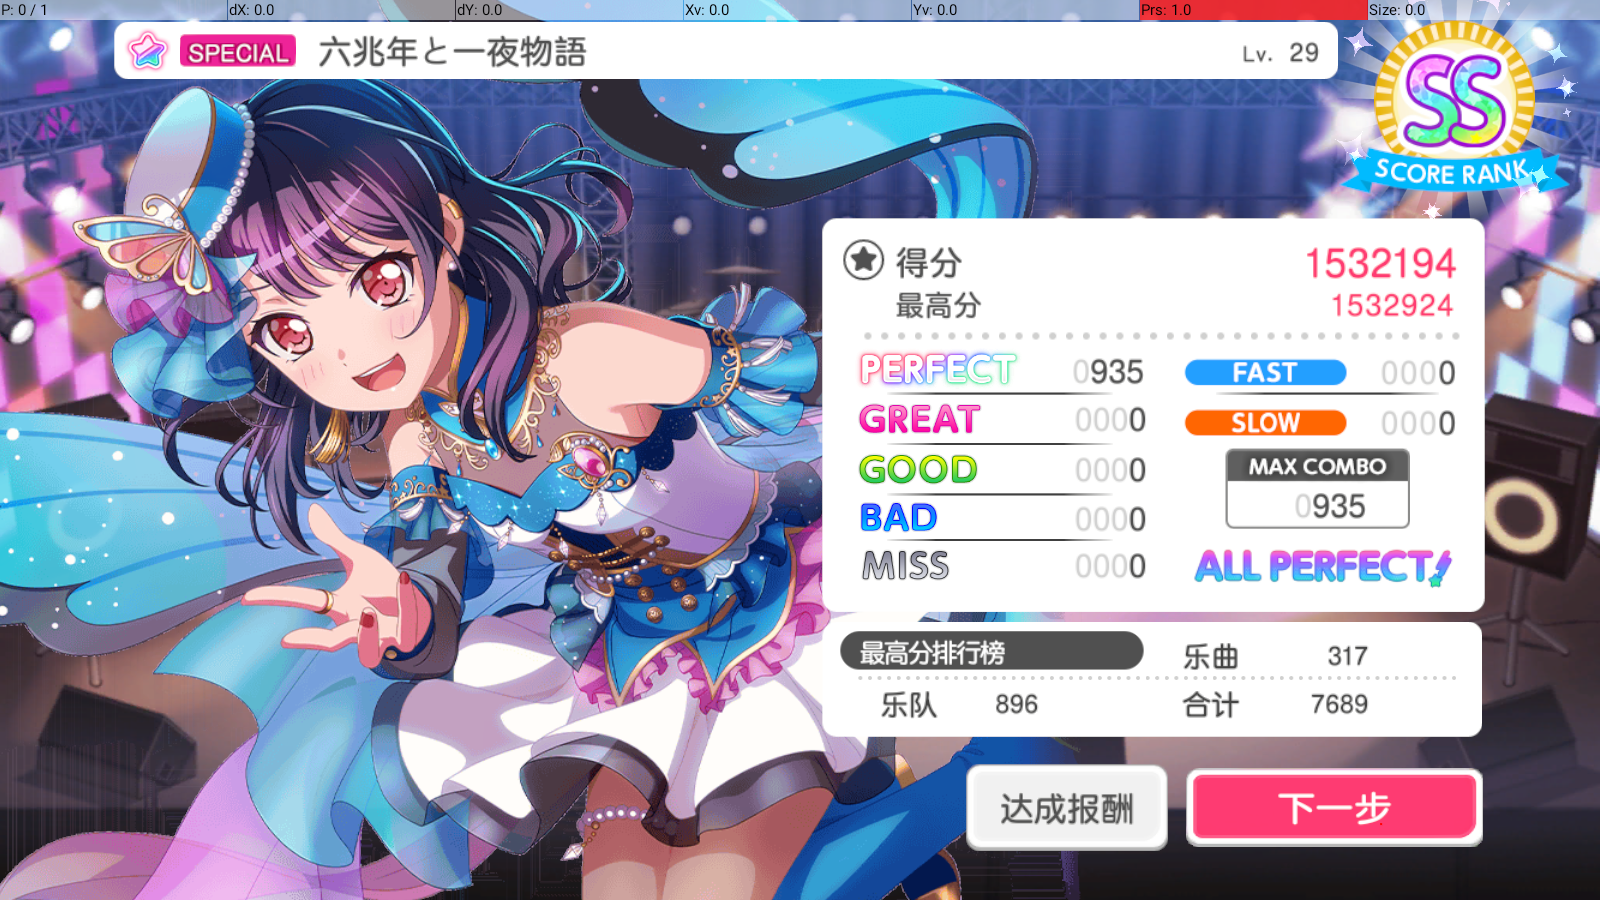 P: 0 / 1 dX: 0.0 dY: 0.0 Xv: 0.0 Yv: 0.0 Prs: 1.0 Size: 0.0
SPECIAL 六兆年と一夜物語 Lv. 29
SS
SCORE RANK
得分 1532194
最高分 1532924
PERFECT 0935 FAST 0000
GREAT 0000 SLOW 0000
GOOD 0000 MAX COMBO
BAD 0000 0935
MISS 0000 ALL PERFECT!
最高分排行榜 乐曲 317
乐队 896 合计 7689
达成报酬 下一步